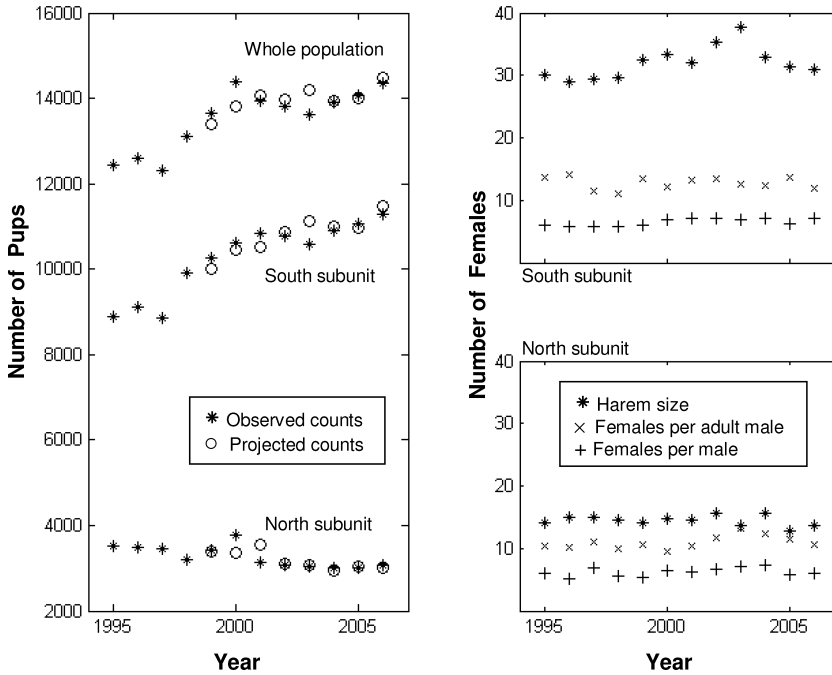 16000
14000
12000
10000
8000
6000
4000
2000
Number of Pups
Whole population
South subunit
Observed counts
Projected counts
North subunit
1995
2000
2005
Year
40
30
20
10
Number of Females
South subunit
North subunit
40
30
20
10
Harem size
Females per adult male
Females per male
1995
2000
2005
Year